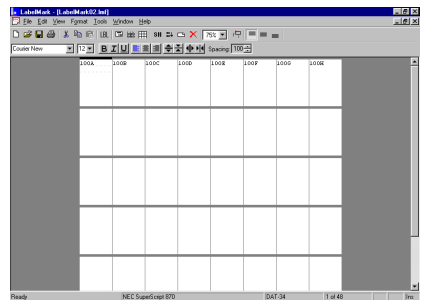 LabelMark - [LabelMark02.lml]
File Edit View Format Tools Window Help
75%
Courier New 12 B I U Spacing: 100
100A 100B 100C 100D 100E 100F 100G 100H
Ready NEC SuperScript 870 DAT-34 1 of 48 Ins